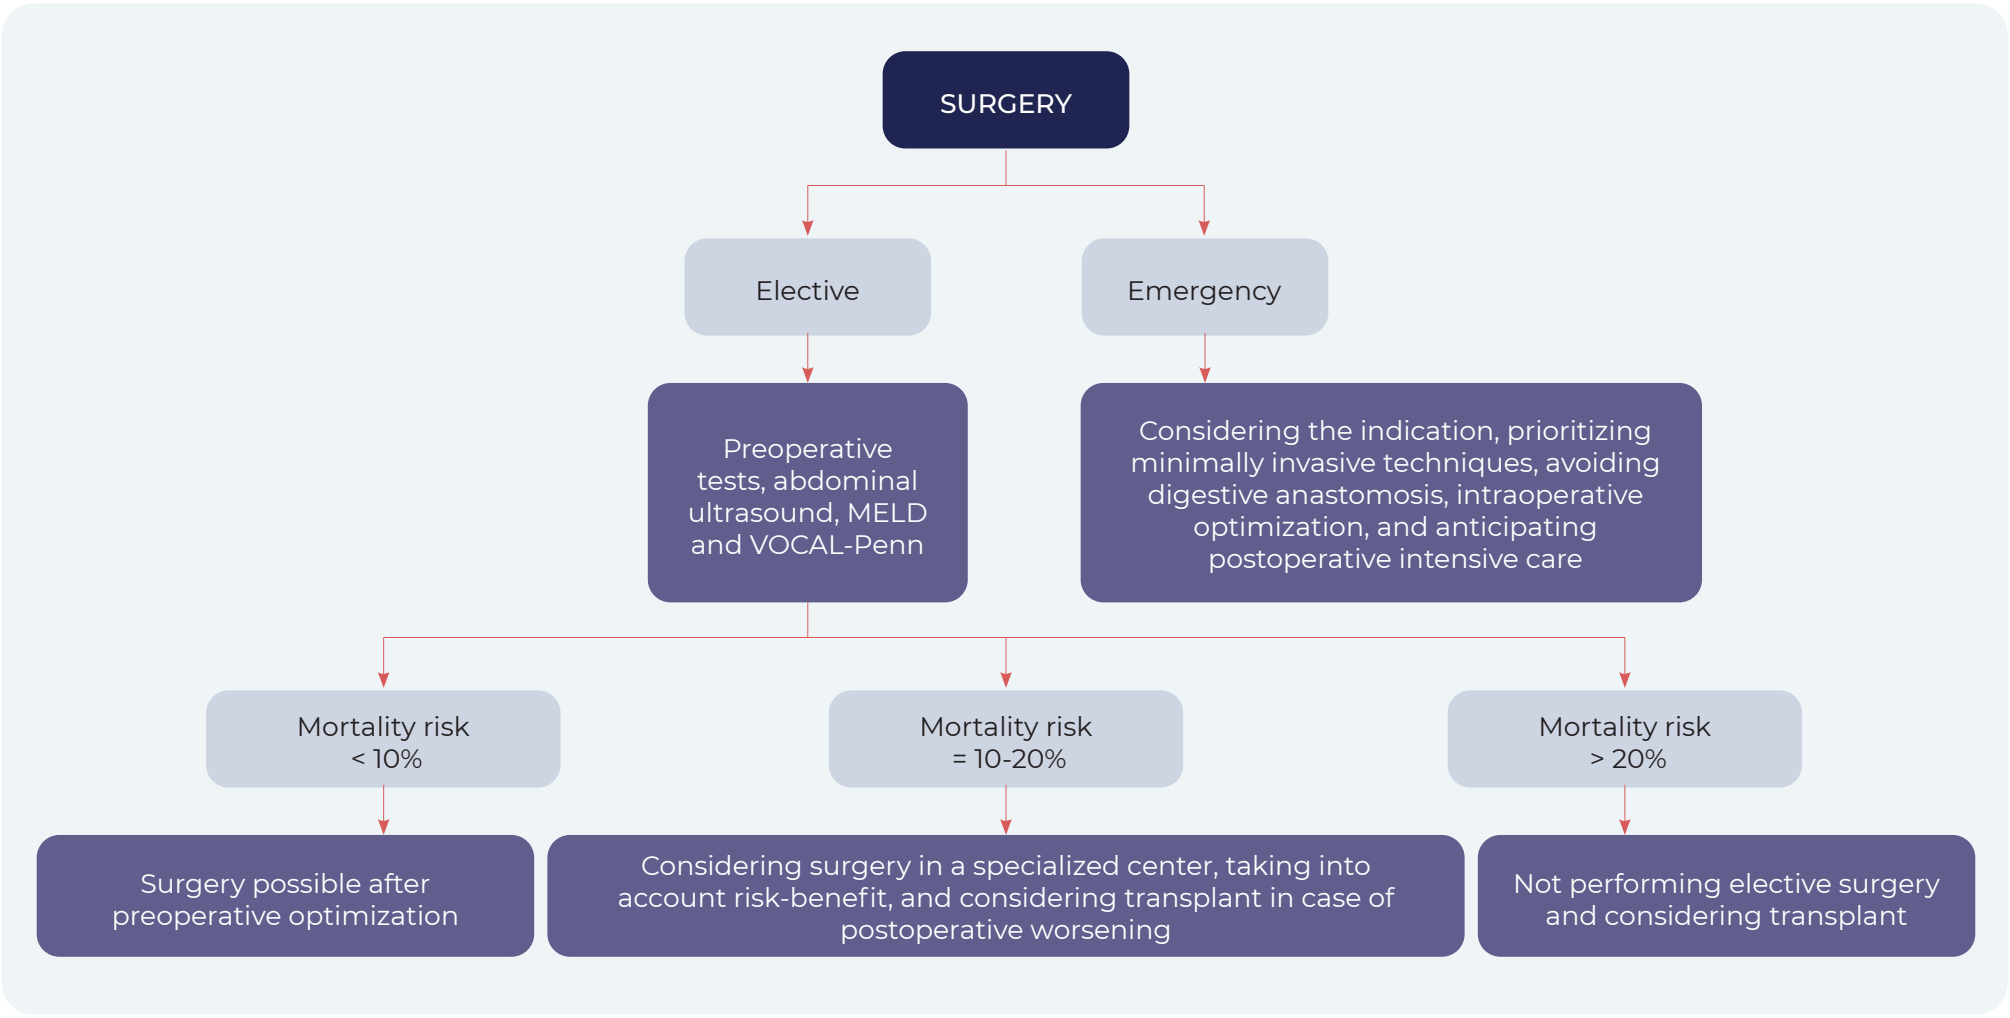 SURGERY
Elective
Emergency
Preoperative
tests, abdominal
ultrasound, MELD
and VOCAL-Penn
Considering the indication, prioritizing
minimally invasive techniques, avoiding
digestive anastomosis, intraoperative
optimization, and anticipating
postoperative intensive care
Mortality risk
< 10%
Mortality risk
= 10-20%
Mortality risk
> 20%
Surgery possible after
preoperative optimization
Considering surgery in a specialized center, taking into
account risk-benefit, and considering transplant in case of
postoperative worsening
Not performing elective surgery
and considering transplant